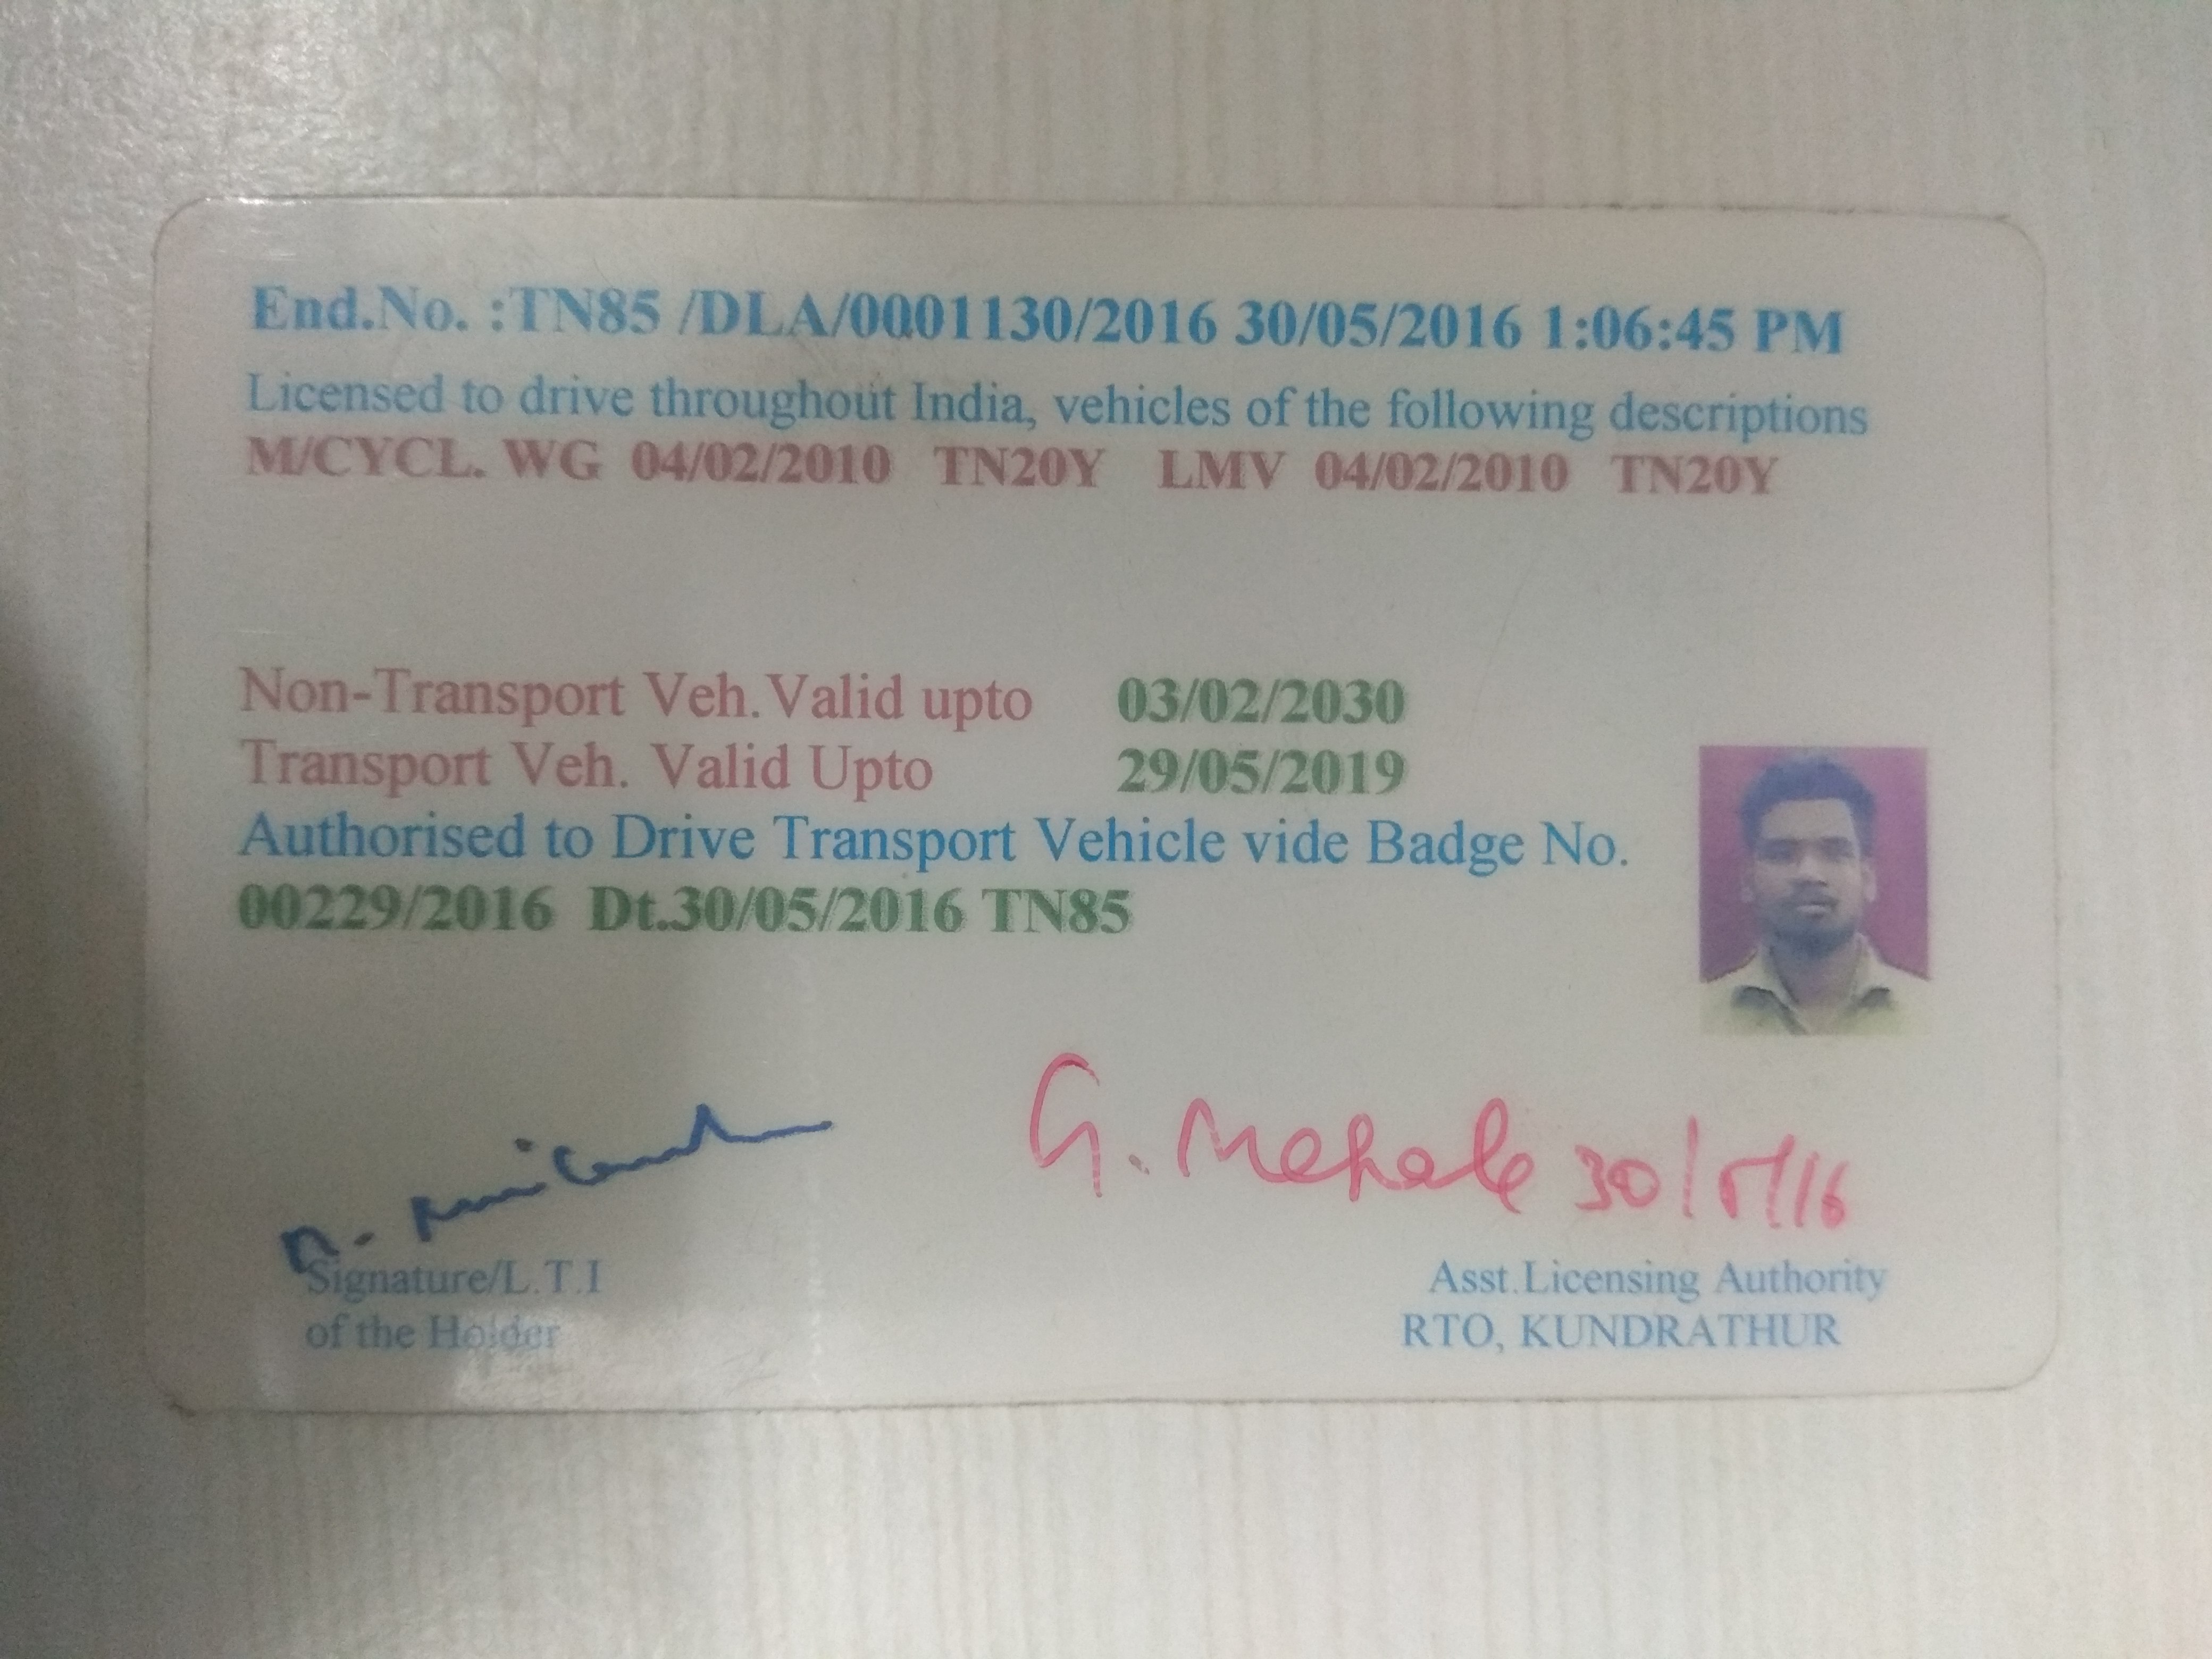 End.No. :TN85 /DLA/0001130/2016 30/05/2016 1:06:45 PM
Licensed to drive throughout India, vehicles of the following descriptions
M/CYCL. WG 04/02/2010 TN20Y LMV 04/02/2010 TN20Y
Non-Transport Veh.Valid upto 03/02/2030
Transport Veh. Valid Upto 29/05/2019
Authorised to Drive Transport Vehicle vide Badge No.
00229/2016 Dt.30/05/2016 TN85
G. 30/5/16
Signature/L.T.I
of the Holder
Asst.Licensing Authority
RTO, KUNDRATHUR